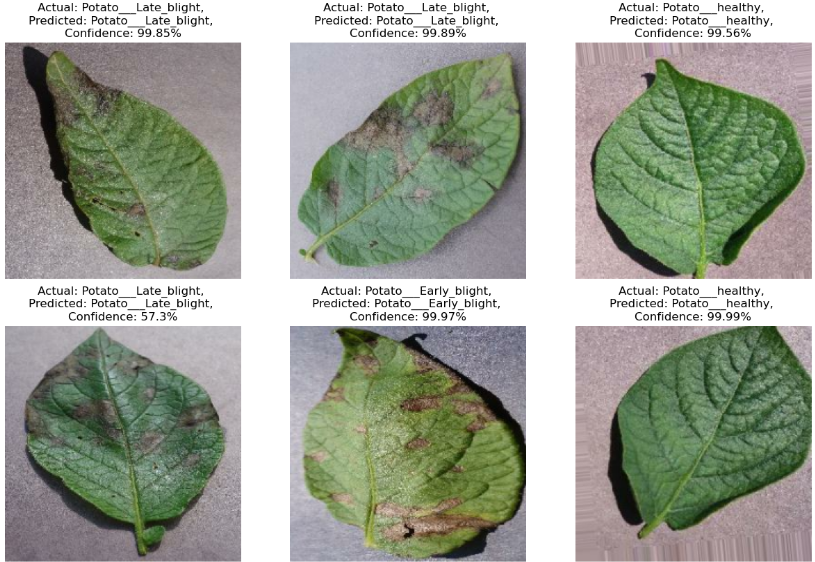 Actual: Potato___Late_blight,
Predicted: Potato___Late_blight,
Confidence: 99.85%
Actual: Potato___Late_blight,
Predicted: Potato___Late_blight,
Confidence: 99.89%
Actual: Potato___healthy,
Predicted: Potato___healthy,
Confidence: 99.56%
Actual: Potato___Late_blight,
Predicted: Potato___Late_blight,
Confidence: 57.3%
Actual: Potato___Early_blight,
Predicted: Potato___Early_blight,
Confidence: 99.97%
Actual: Potato___healthy,
Predicted: Potato___healthy,
Confidence: 99.99%